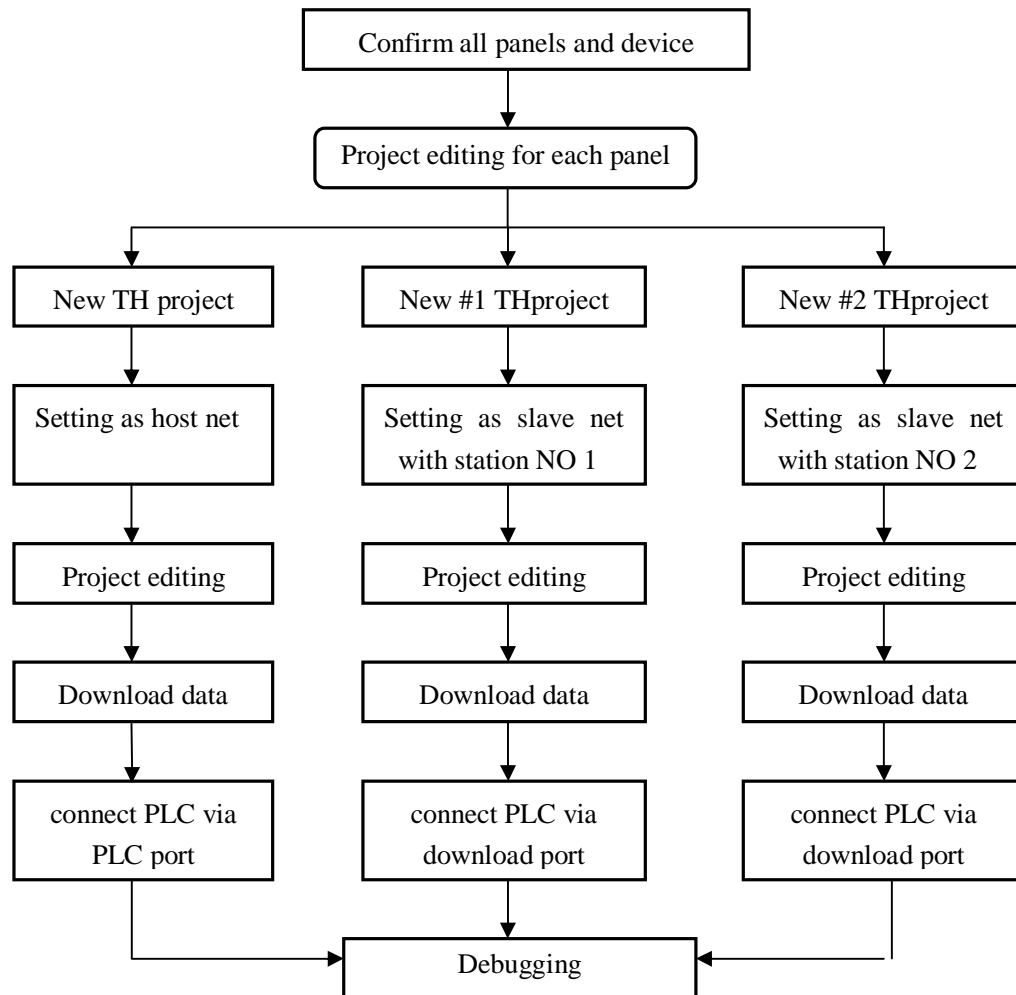 Confirm all panels and device
Project editing for each panel
New TH project
New #1 THproject
New #2 THproject
Setting as host net
Setting as slave net
with station NO 1
Setting as slave net
with station NO 2
Project editing
Project editing
Project editing
Download data
Download data
Download data
connect PLC via
PLC port
connect PLC via
download port
connect PLC via
download port
Debugging